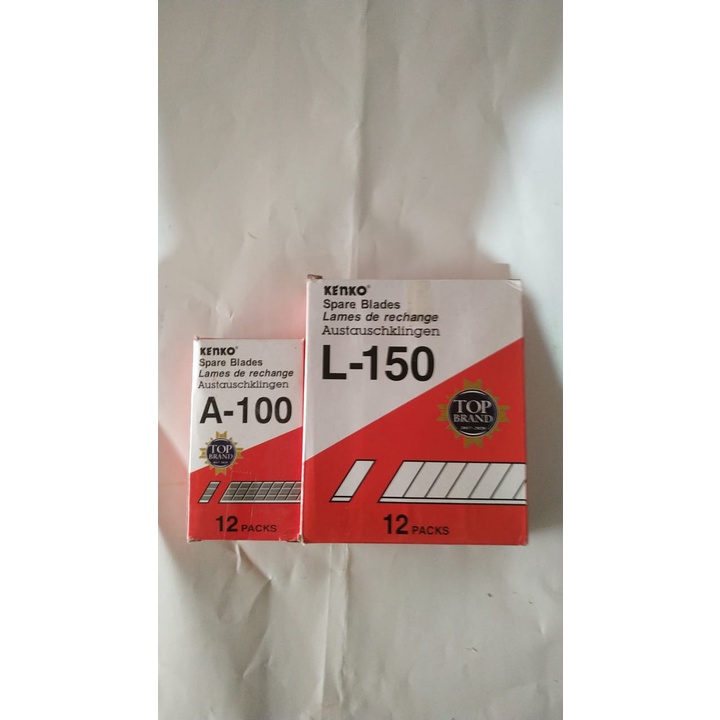 KENKO®
Spare Blades
Lames de rechange
Austauschklingen
A-100
TOP
BRAND
12 PACKS
KENKO®
Spare Blades
Lames de rechange
Austauschklingen
L-150
TOP
BRAND
12 PACKS